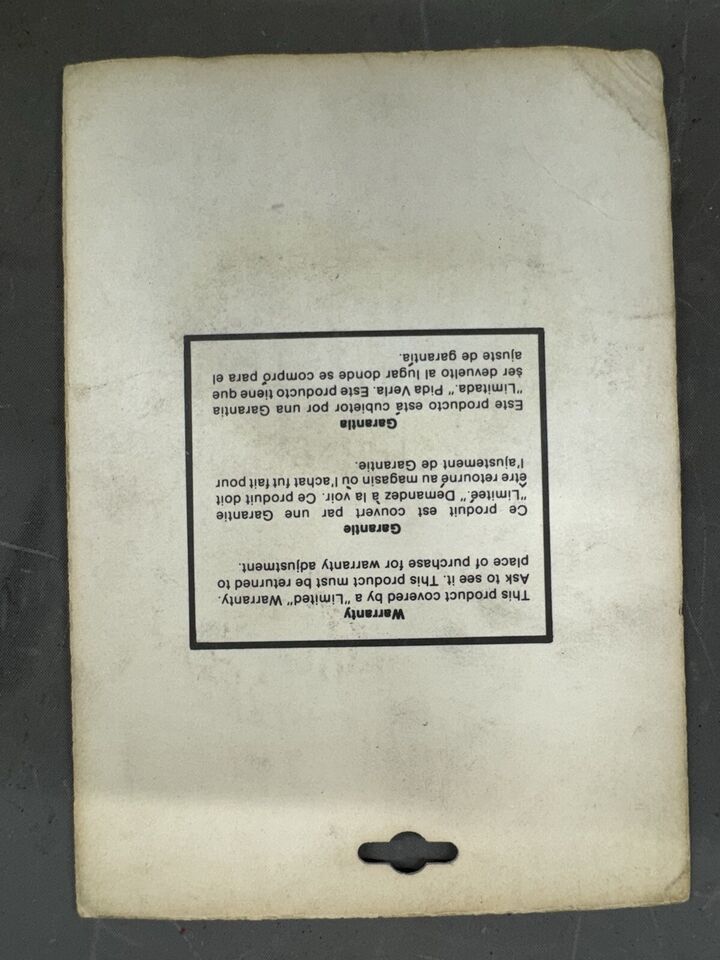 Warranty
This product covered by a "Limited" Warranty.
Ask to see it. This product must be returned to
place of purchase for warranty adjustment.
Garantie
Ce produit est couvert par une Garantie
"Limitée." Demandez à la voir. Ce produit doit
être retourné au magasin où l'achat fut fait pour
l'ajustement de Garantie.
Garantia
Este producto está cubietor por una Garantia
"Limitada." Pida Verla. Este producto tiene que
ser devuelto al lugar donde se compró para el
ajuste de garantia.